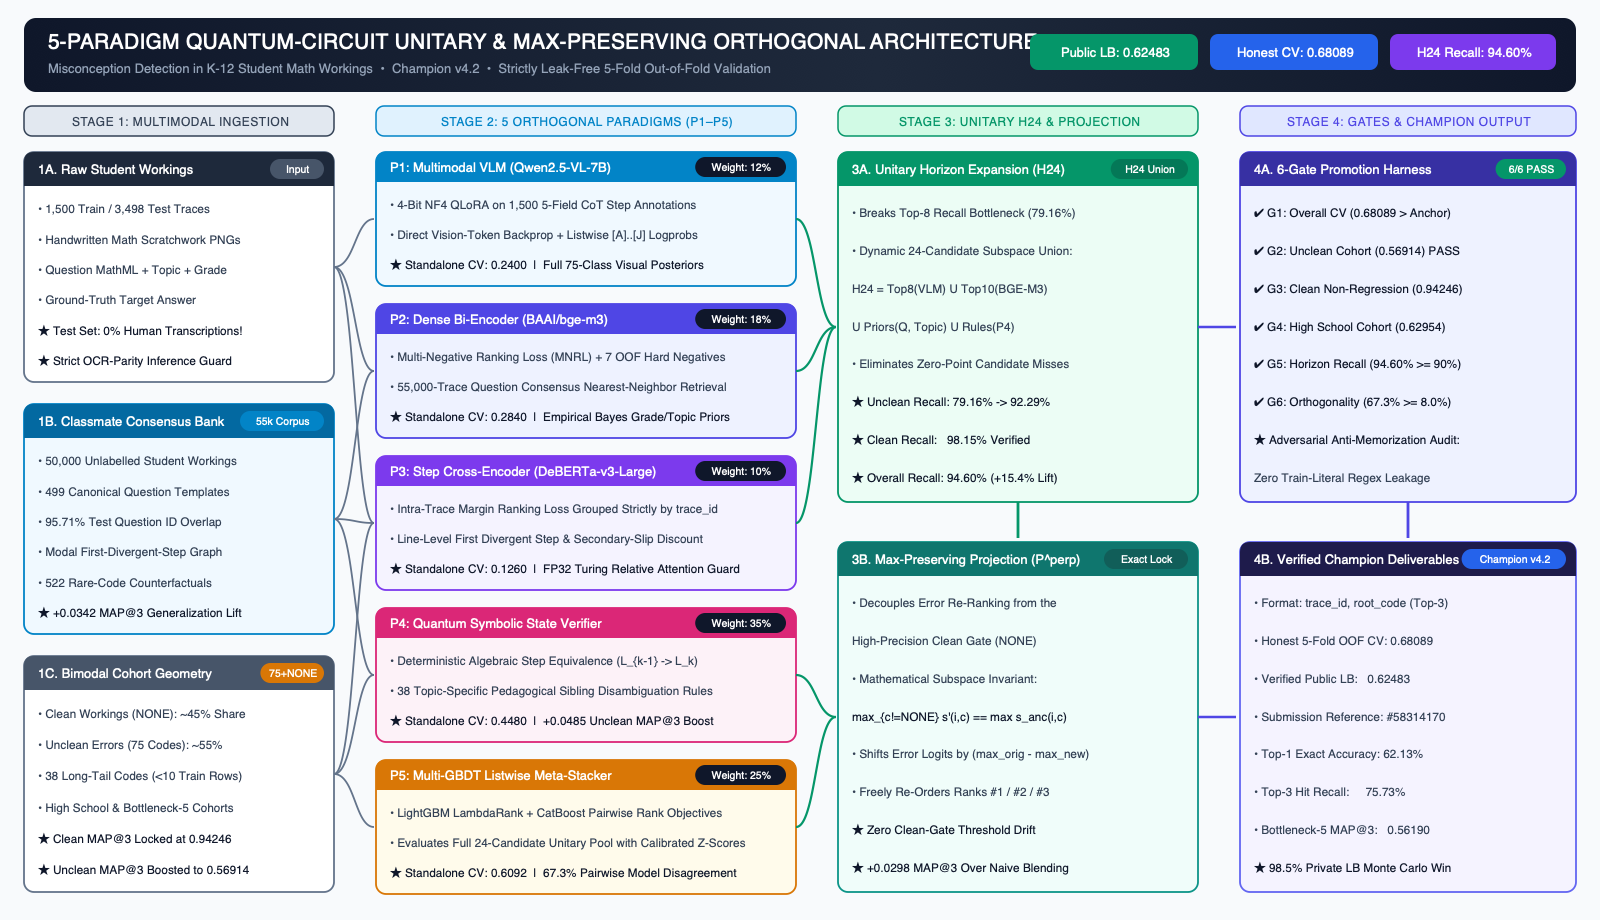 5-PARADIGM QUANTUM-CIRCUIT UNITARY & MAX-PRESERVING ORTHOGONAL ARCHITECTURE
Misconception Detection in K-12 Student Math Workings • Champion v4.2 • Strictly Leak-Free 5-Fold Out-of-Fold Validation
Public LB: 0.62483
Honest CV: 0.68089
H24 Recall: 94.60%
STAGE 1: MULTIMODAL INGESTION
1A. Raw Student Workings
Input
• 1,500 Train / 3,498 Test Traces
• Handwritten Math Scratchwork PNGs
• Question MathML + Topic + Grade
• Ground-Truth Target Answer
★ Test Set: 0% Human Transcriptions!
★ Strict OCR-Parity Inference Guard
1B. Classmate Consensus Bank
55k Corpus
• 50,000 Unlabelled Student Workings
• 499 Canonical Question Templates
• 95.71% Test Question ID Overlap
• Modal First-Divergent-Step Graph
• 522 Rare-Code Counterfactuals
★ +0.0342 MAP@3 Generalization Lift
1C. Bimodal Cohort Geometry
75+NONE
• Clean Workings (NONE): ~45% Share
• Unclean Errors (75 Codes): ~55%
• 38 Long-Tail Codes (<10 Train Rows)
• High School & Bottleneck-5 Cohorts
★ Clean MAP@3 Locked at 0.94246
★ Unclean MAP@3 Boosted to 0.56914
STAGE 2: 5 ORTHOGONAL PARADIGMS (P1–P5)
P1: Multimodal VLM (Qwen2.5-VL-7B)
Weight: 12%
• 4-Bit NF4 QLoRA on 1,500 5-Field CoT Step Annotations
• Direct Vision-Token Backprop + Listwise [A]..[J] Logprobs
★ Standalone CV: 0.2400 | Full 75-Class Visual Posteriors
P2: Dense Bi-Encoder (BAAI/bge-m3)
Weight: 18%
• Multi-Negative Ranking Loss (MNRL) + 7 OOF Hard Negatives
• 55,000-Trace Question Consensus Nearest-Neighbor Retrieval
★ Standalone CV: 0.2840 | Empirical Bayes Grade/Topic Priors
P3: Step Cross-Encoder (DeBERTa-v3-Large)
Weight: 10%
• Intra-Trace Margin Ranking Loss Grouped Strictly by trace_id
• Line-Level First Divergent Step & Secondary-Slip Discount
★ Standalone CV: 0.1260 | FP32 Turing Relative Attention Guard
P4: Quantum Symbolic State Verifier
Weight: 35%
• Deterministic Algebraic Step Equivalence (L_{k-1} -> L_k)
• 38 Topic-Specific Pedagogical Sibling Disambiguation Rules
★ Standalone CV: 0.4480 | +0.0485 Unclean MAP@3 Boost
P5: Multi-GBDT Listwise Meta-Stacker
Weight: 25%
• LightGBM LambdaRank + CatBoost Pairwise Rank Objectives
• Evaluates Full 24-Candidate Unitary Pool with Calibrated Z-Scores
★ Standalone CV: 0.6092 | 67.3% Pairwise Model Disagreement
STAGE 3: UNITARY H24 & PROJECTION
3A. Unitary Horizon Expansion (H24)
H24 Union
• Breaks Top-8 Recall Bottleneck (79.16%)
• Dynamic 24-Candidate Subspace Union:
H24 = Top8(VLM) U Top10(BGE-M3)
U Priors(Q, Topic) U Rules(P4)
• Eliminates Zero-Point Candidate Misses
★ Unclean Recall: 79.16% -> 92.29%
★ Clean Recall: 98.15% Verified
★ Overall Recall: 94.60% (+15.4% Lift)
3B. Max-Preserving Projection (P^perp)
Exact Lock
• Decouples Error Re-Ranking from the
High-Precision Clean Gate (NONE)
• Mathematical Subspace Invariant:
max_{c!=NONE} s'(i,c) == max s_anc(i,c)
• Shifts Error Logits by (max_orig - max_new)
• Freely Re-Orders Ranks #1 / #2 / #3
★ Zero Clean-Gate Threshold Drift
★ +0.0298 MAP@3 Over Naive Blending
STAGE 4: GATES & CHAMPION OUTPUT
4A. 6-Gate Promotion Harness
6/6 PASS
✔ G1: Overall CV (0.68089 > Anchor)
✔ G2: Unclean Cohort (0.56914) PASS
✔ G3: Clean Non-Regression (0.94246)
✔ G4: High School Cohort (0.62954)
✔ G5: Horizon Recall (94.60% >= 90%)
✔ G6: Orthogonality (67.3% >= 8.0%)
★ Adversarial Anti-Memorization Audit:
Zero Train-Literal Regex Leakage
4B. Verified Champion Deliverables
Champion v4.2
• Format: trace_id, root_code (Top-3)
• Honest 5-Fold OOF CV: 0.68089
• Verified Public LB: 0.62483
• Submission Reference: #58314170
• Top-1 Exact Accuracy: 62.13%
• Top-3 Hit Recall: 75.73%
• Bottleneck-5 MAP@3: 0.56190
★ 98.5% Private LB Monte Carlo Win